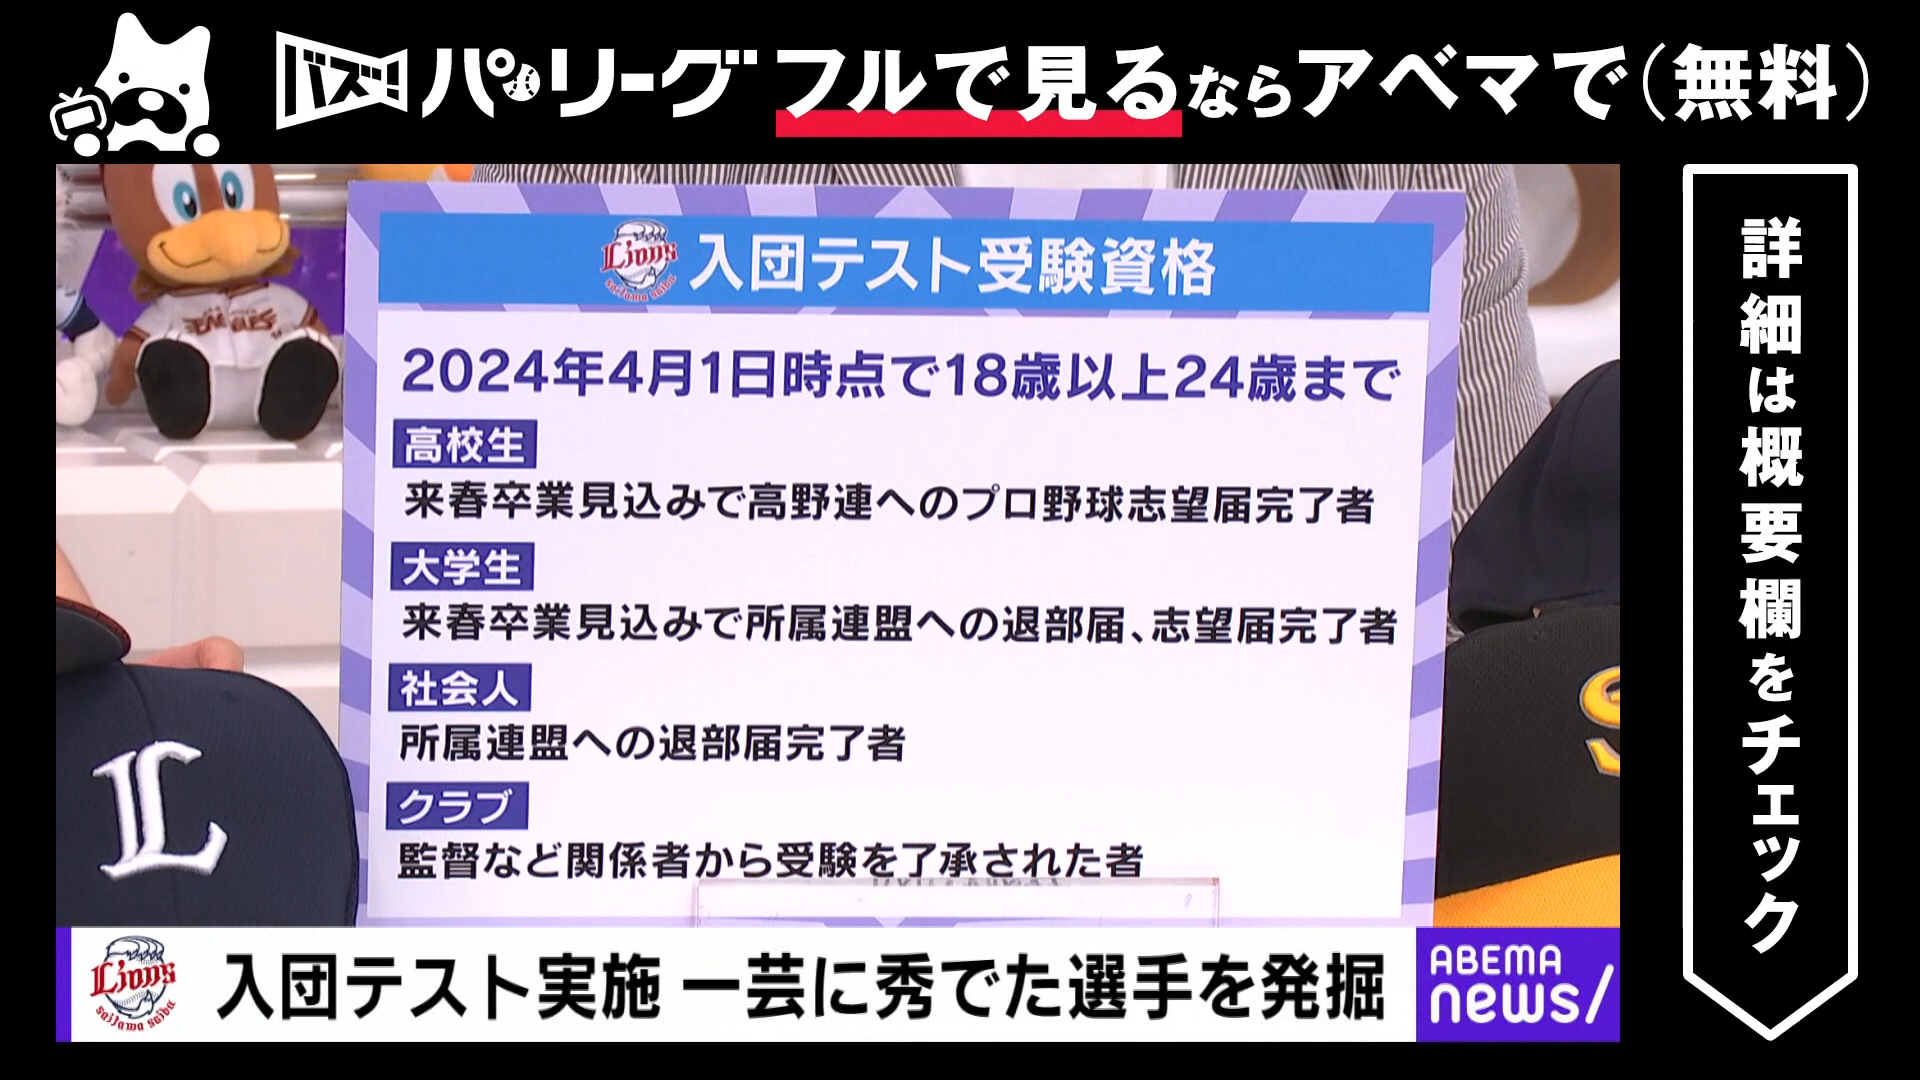 バズ!
パ・リーグ フルで見るならアベマで(無料)
Lions
saitama seibu
入団テスト受験資格
2024年4月1日時点で18歳以上24歳まで
高校生
来春卒業見込みで高野連へのプロ野球志望届完了者
大学生
来春卒業見込みで所属連盟への退部届、志望届完了者
社会人
所属連盟への退部届完了者
クラブ
監督など関係者から受験を了承された者
EAGLES
L
S
Lions
saitama seibu
入団テスト実施 一芸に秀でた選手を発掘
ABEMA
news/
詳細は概要欄をチェック